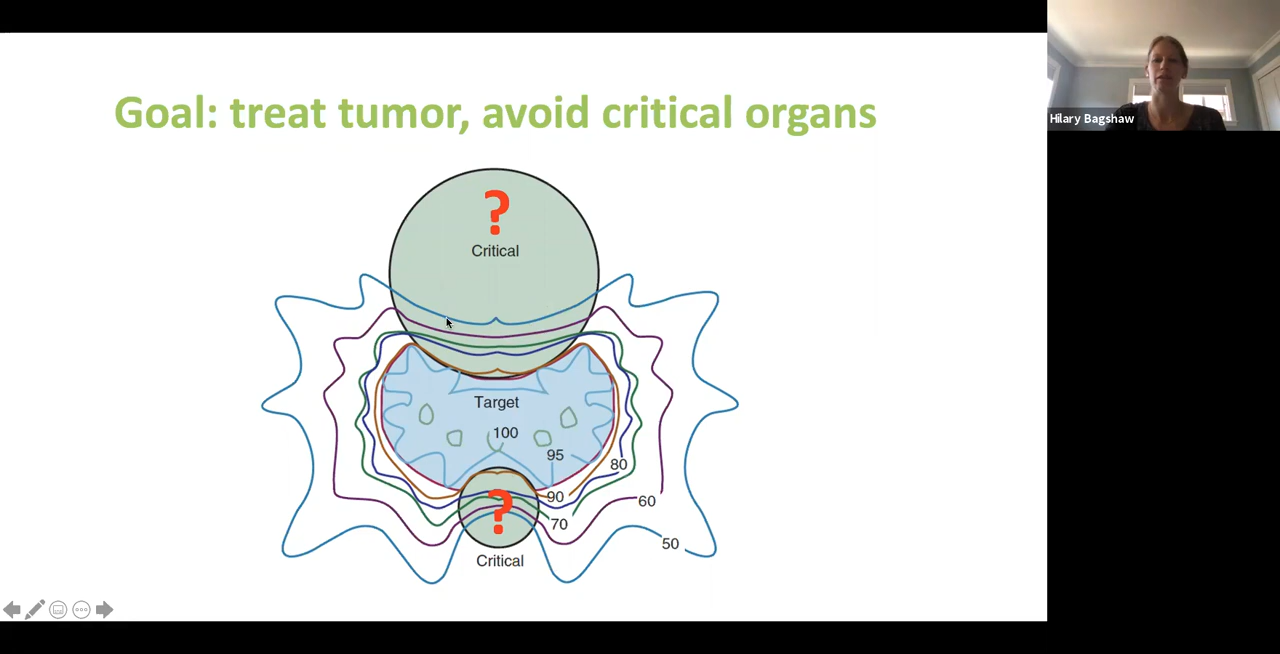 Goal: treat tumor, avoid critical organs
Hilary Bagshaw
?
Critical
Target
100
95
80
90
60
?
70
50
Critical